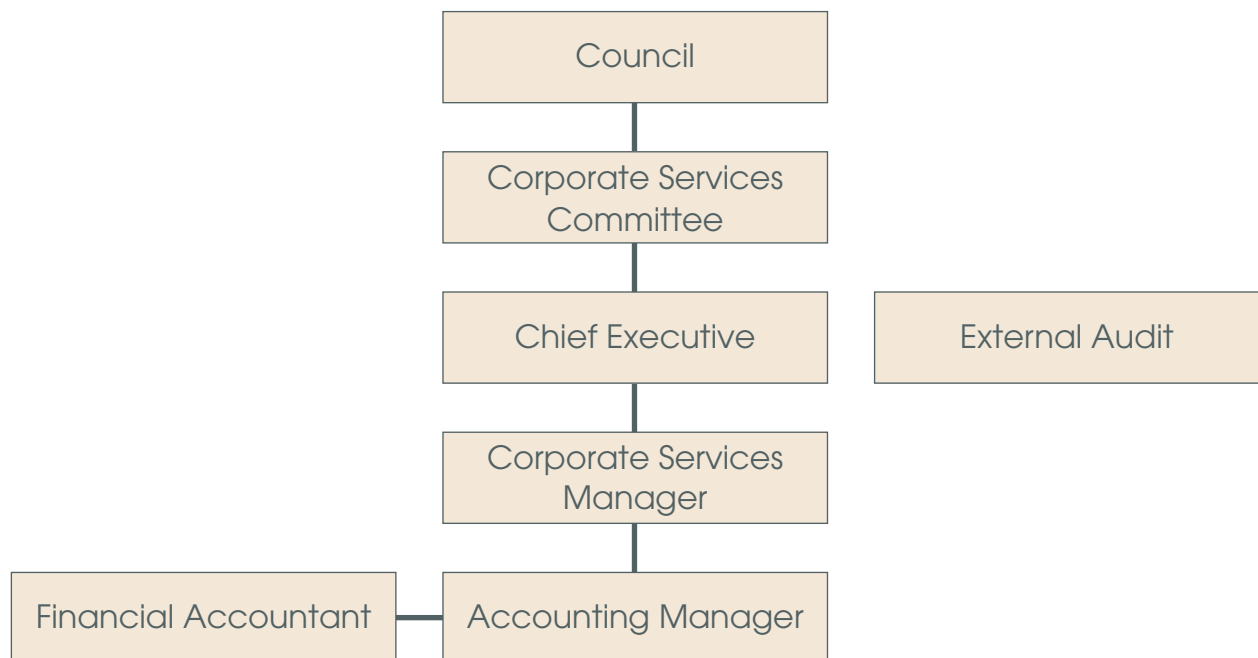 Council
Corporate Services
Committee
Chief Executive
External Audit
Corporate Services
Manager
Financial Accountant
Accounting Manager